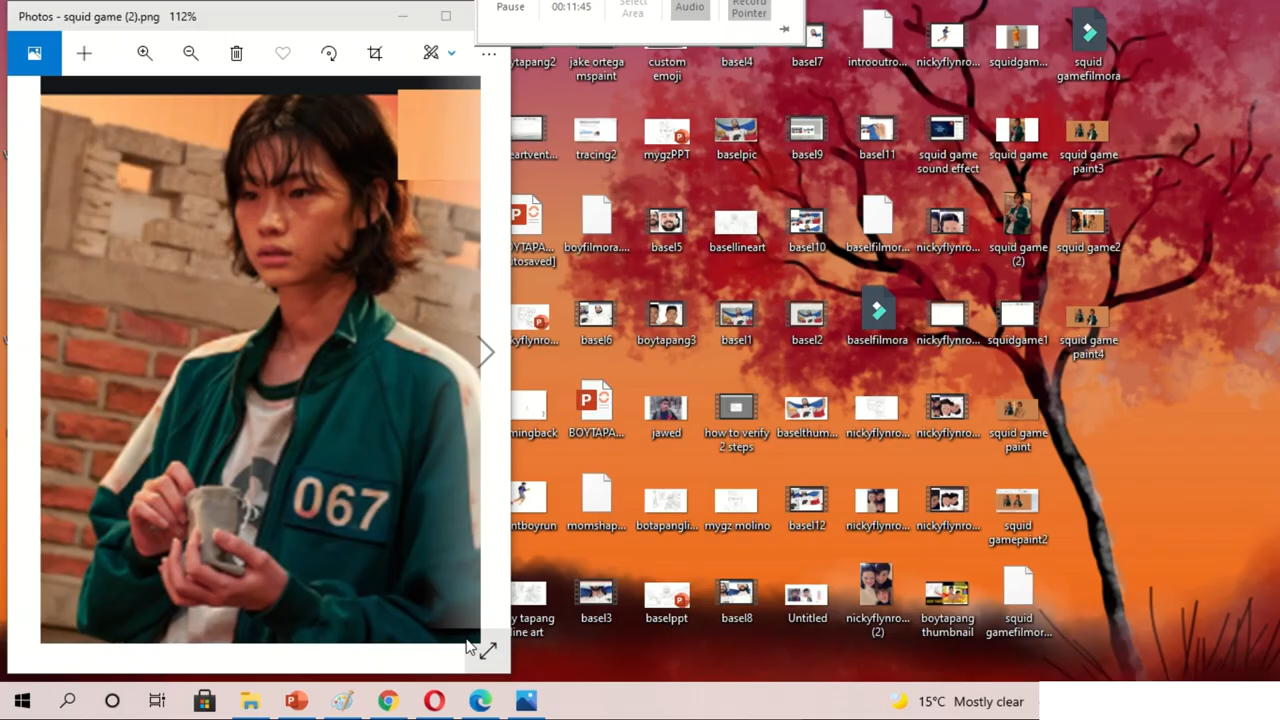 Photos - squid game (2).png 112%
Pause
00:11:45
Select
Area
Audio
Record
Pointer
067
ytapang2
jake ortega
mspaint
custom
emoji
basel4
basel7
introoutro...
nickyflynro...
squidgam...
squid
gamefilmora
eartvent...
tracing2
mygzPPT
baselpic
basel9
basel11
squid game
sound effect
squid game
squid game
paint3
OYTAPA...
utosaved]
boyfilmora....
basel5
basellineart
basel10
baselfilmor...
nickyflynro...
squid game
(2)
squid game2
kyflynro...
basel6
boytapang3
basel1
basel2
baselfilmora
nickyflynro...
squidgame1
squid game
paint4
mingback
BOYTAPA...
jawed
how to verify
2 steps
baselthum...
nickyflynro...
nickyflynro...
squid game
paint
ntboyrun
momshap...
botapangli...
mygz molino
basel12
nickyflynro...
nickyflynro...
squid
gamepaint2
y tapang
ine art
basel3
baselppt
basel8
Untitled
nickyflynro...
(2)
boytapang
thumbnail
squid
gamefilmor...
15°C Mostly clear